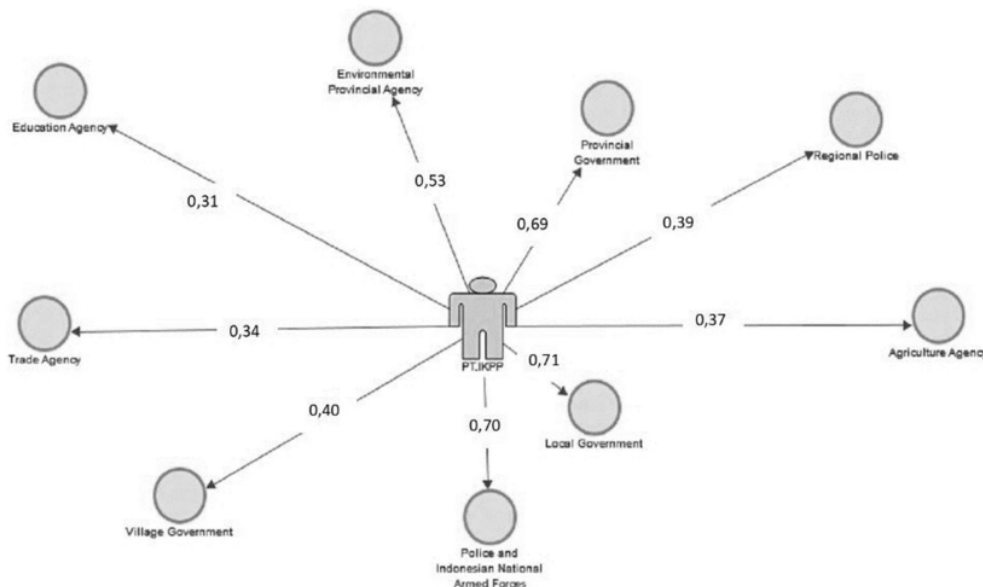 Environmental
Provincial Agency
Education Agency
Provincial
Government
Regional Police
0,53
0,31
0,69
0,39
0,34
0,37
Trade Agency
Agriculture Agency
PT.IKPP
0,71
0,40
0,70
Local Government
Village Government
Police and
Indonesian National
Armed Forces